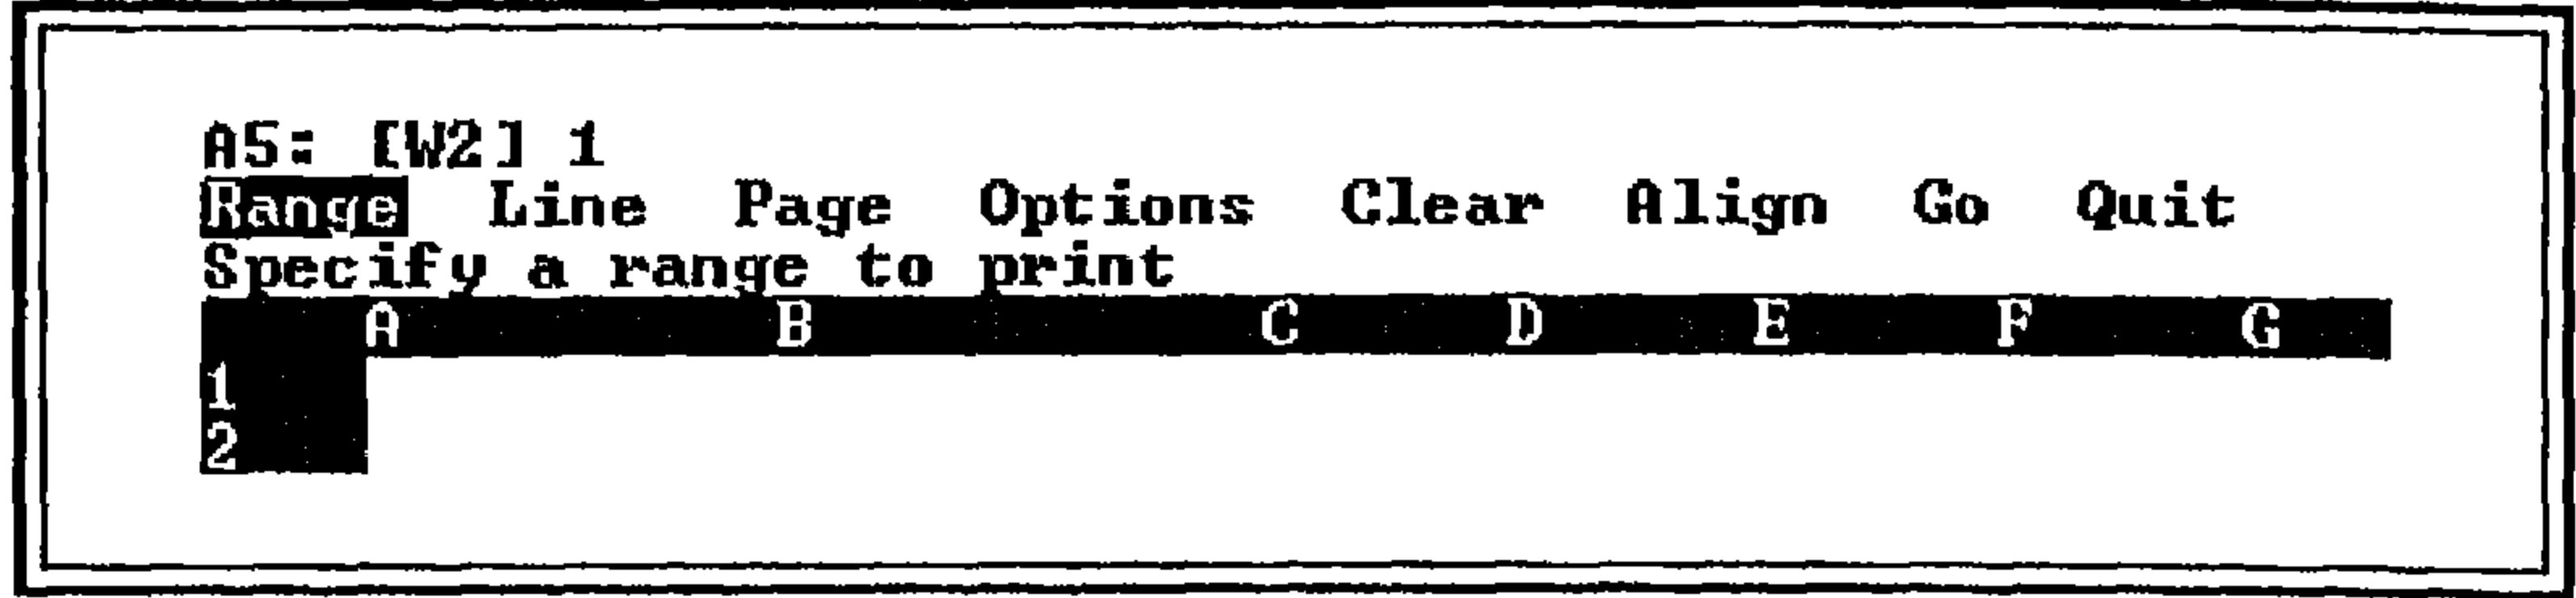 A5: [W2] 1
Range Line Page Options Clear Align Go Quit
Specify a range to print
A B C D E F G
1
2